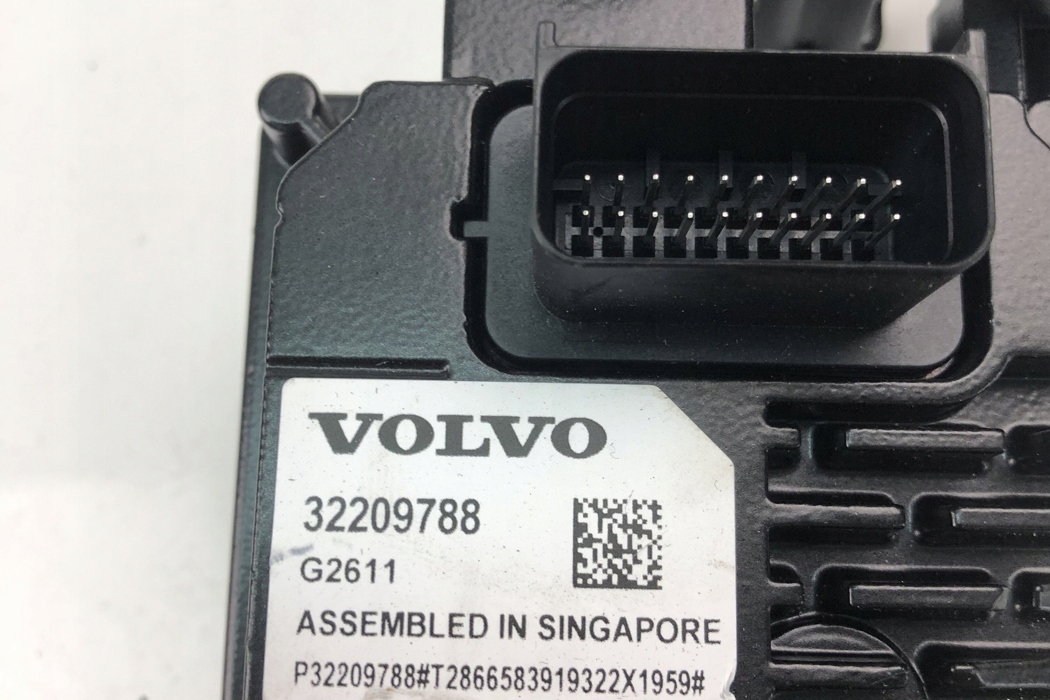 VOLVO
32209788
G2611
ASSEMBLED IN SINGAPORE
P32209788#T2866583919322X1959#